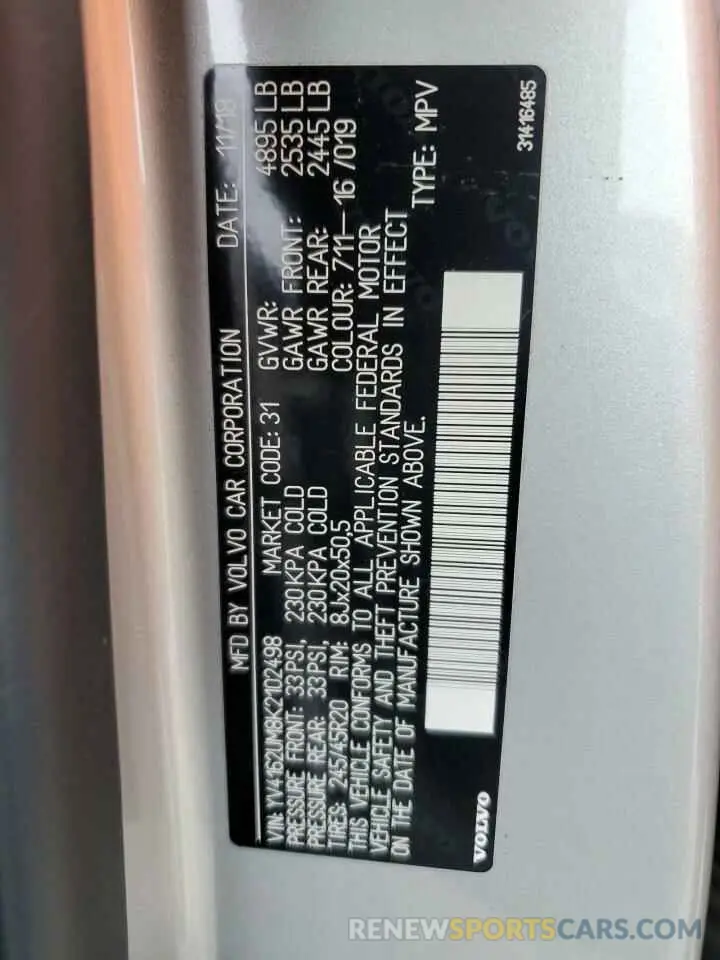 MFD BY VOLVO CAR CORPORATION DATE: 11/18
VIN: YV4162UM8K2102498 MARKET CODE: 31 GVWR: 4895 LB
PRESSURE FRONT: 33PSI, 230KPA COLD GAWR FRONT: 2535 LB
PRESSURE REAR: 33PSI, 230KPA COLD GAWR REAR: 2445 LB
TIRES: 245/45R20 RIM: 8Jx20x50,5 COLOUR: 711-16 /019
THIS VEHICLE CONFORMS TO ALL APPLICABLE FEDERAL MOTOR
VEHICLE SAFETY AND THEFT PREVENTION STANDARDS IN EFFECT
ON THE DATE OF MANUFACTURE SHOWN ABOVE. TYPE: MPV
VOLVO 31416485
RENEWSPORTSCARS.COM